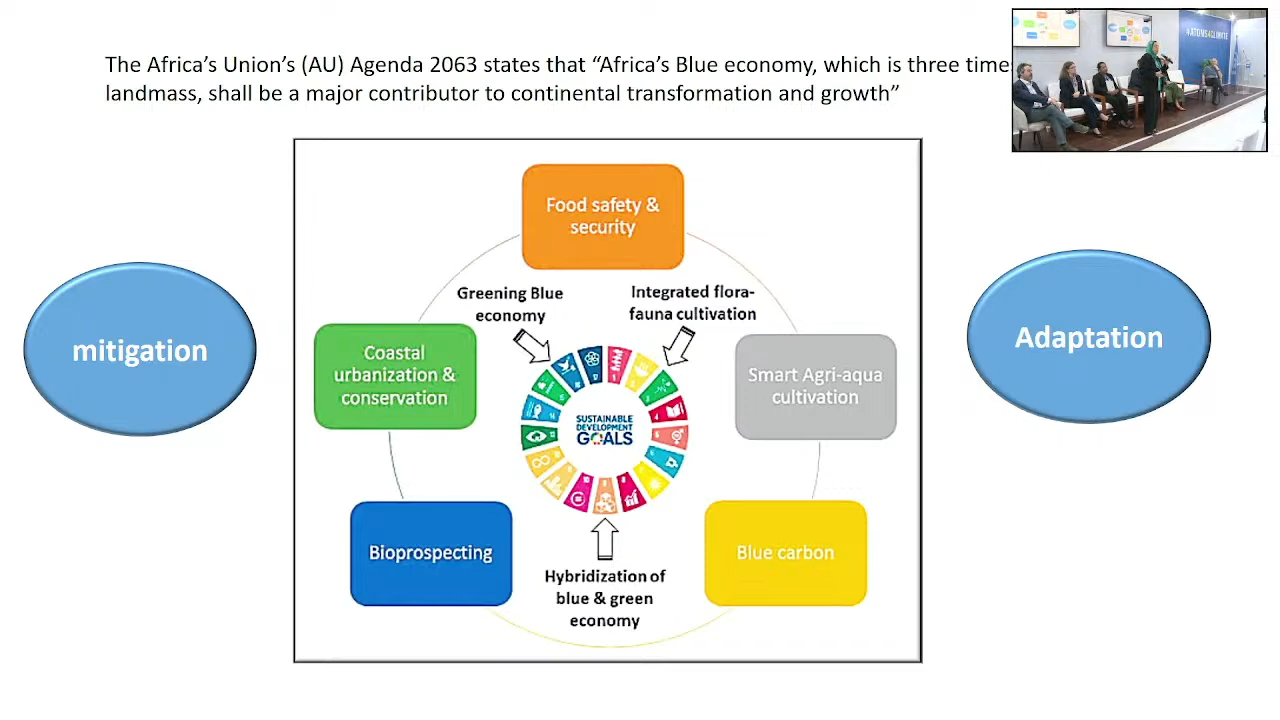 The Africa’s Union’s (AU) Agenda 2063 states that “Africa’s Blue economy, which is three time
landmass, shall be a major contributor to continental transformation and growth”
#ATOMS4CLIMATE
Food safety &
security
Greening Blue
economy
Integrated flora-
fauna cultivation
mitigation
Coastal
urbanization &
conservation
SUSTAINABLE
DEVELOPMENT
GOALS
Smart Agri-aqua
cultivation
Adaptation
Bioprospecting
Blue carbon
Hybridization of
blue & green
economy